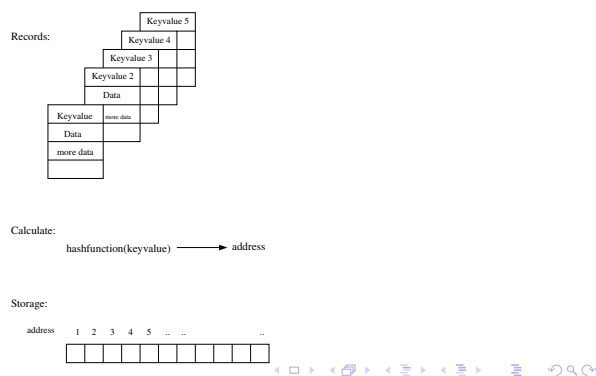 Keyvalue 5
Records:
Keyvalue 4
Keyvalue 3
Keyvalue 2
Data
Keyvalue more data
Data
more data
Calculate:
hashfunction(keyvalue) address
Storage:
address 1 2 3 4 5 .. .. ..